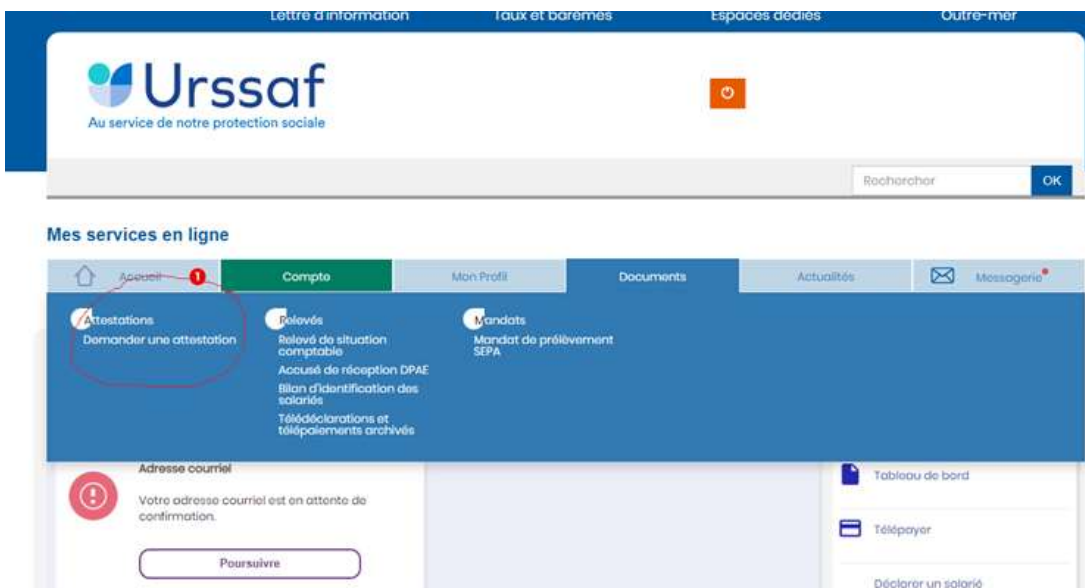 Lettre d'information Taux et barèmes Espaces dédiés Outre-mer
Urssaf
Au service de notre protection sociale
Rechercher OK
Mes services en ligne
Accueil 1 Compte Mon Profil Documents Actualités Messagerie
Attestations
Demander une attestation
Relevés
Relevé de situation
comptable
Accusé de réception DPAE
Bilan d'identification des
salariés
Télédéclarations et
télépaiements archivés
Mandats
Mandat de prélèvement
SEPA
Adresse courriel
Votre adresse courriel est en attente de
confirmation.
Poursuivre
Tableau de bord
Télépayer
Déclarer un salarié